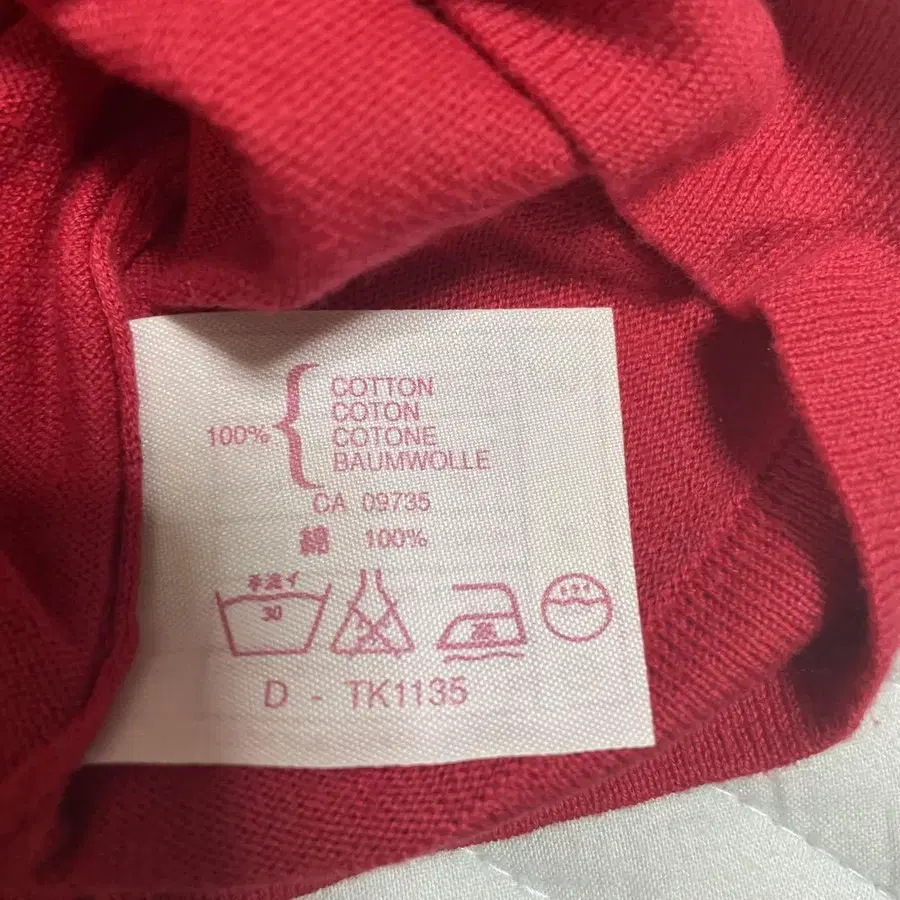 COTTON
COTON
100% COTONE
BAUMWOLLE
CA 09735
綿 100%
手洗イ
30
D - TK1135